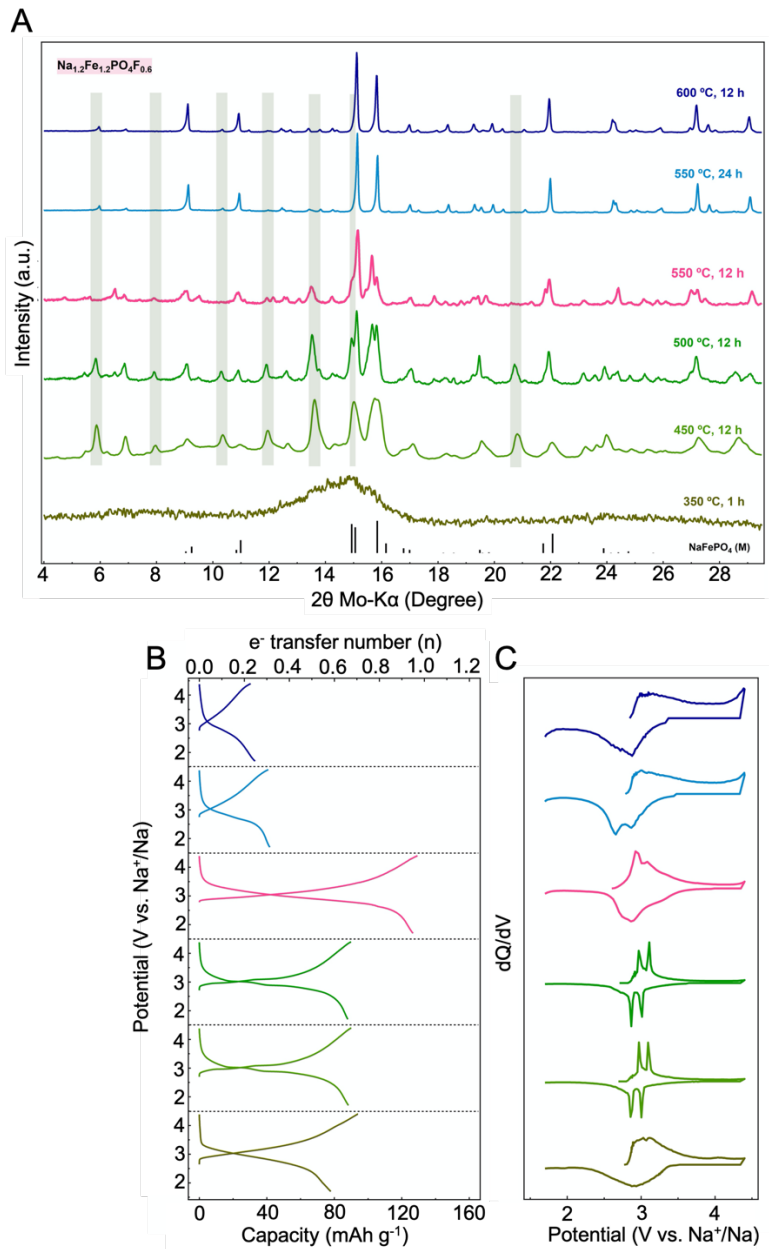 A
Na1.2Fe1.2PO4F0.6
600 ºC, 12 h
550 ºC, 24 h
550 ºC, 12 h
500 ºC, 12 h
450 ºC, 12 h
350 ºC, 1 h
NaFePO4 (M)
Intensity (a.u.)
4 6 8 10 12 14 16 18 20 22 24 26 28
2θ Mo-Kα (Degree)
B
e- transfer number (n)
0.0 0.2 0.4 0.6 0.8 1.0 1.2
4
3
2
4
3
2
4
3
2
4
3
2
4
3
2
4
3
2
Potential (V vs. Na+/Na)
0 40 80 120 160
Capacity (mAh g-1)
C
dQ/dV
2 3 4
Potential (V vs. Na+/Na)